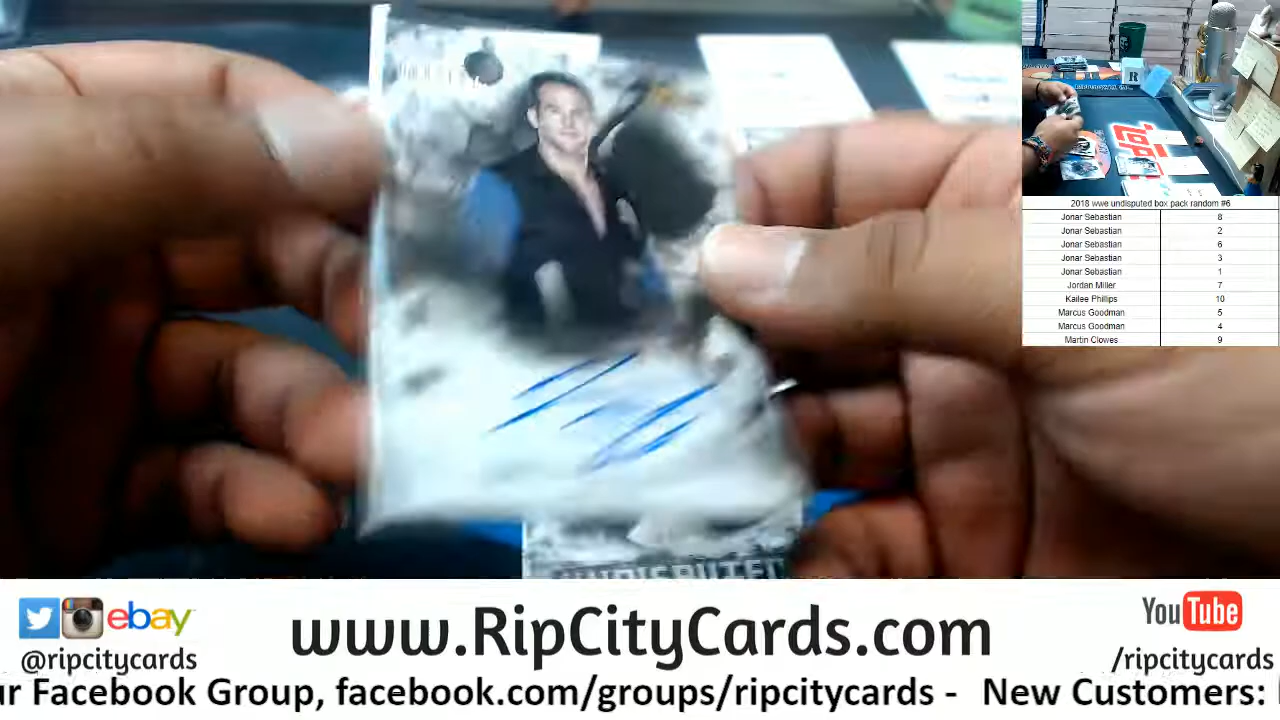 2018 wwe undisputed box pack random #6
Jonar Sebastian 8
Jonar Sebastian 2
Jonar Sebastian 6
Jonar Sebastian 3
Jonar Sebastian 1
Jordan Miller 7
Kailee Phillips 10
Marcus Goodman 5
Marcus Goodman 4
Martin Clowes 9
UNDISPUTED
ebay
@ripcitycards
www.RipCityCards.com
YouTube
/ripcitycards
ur Facebook Group, facebook.com/groups/ripcitycards - New Customers: